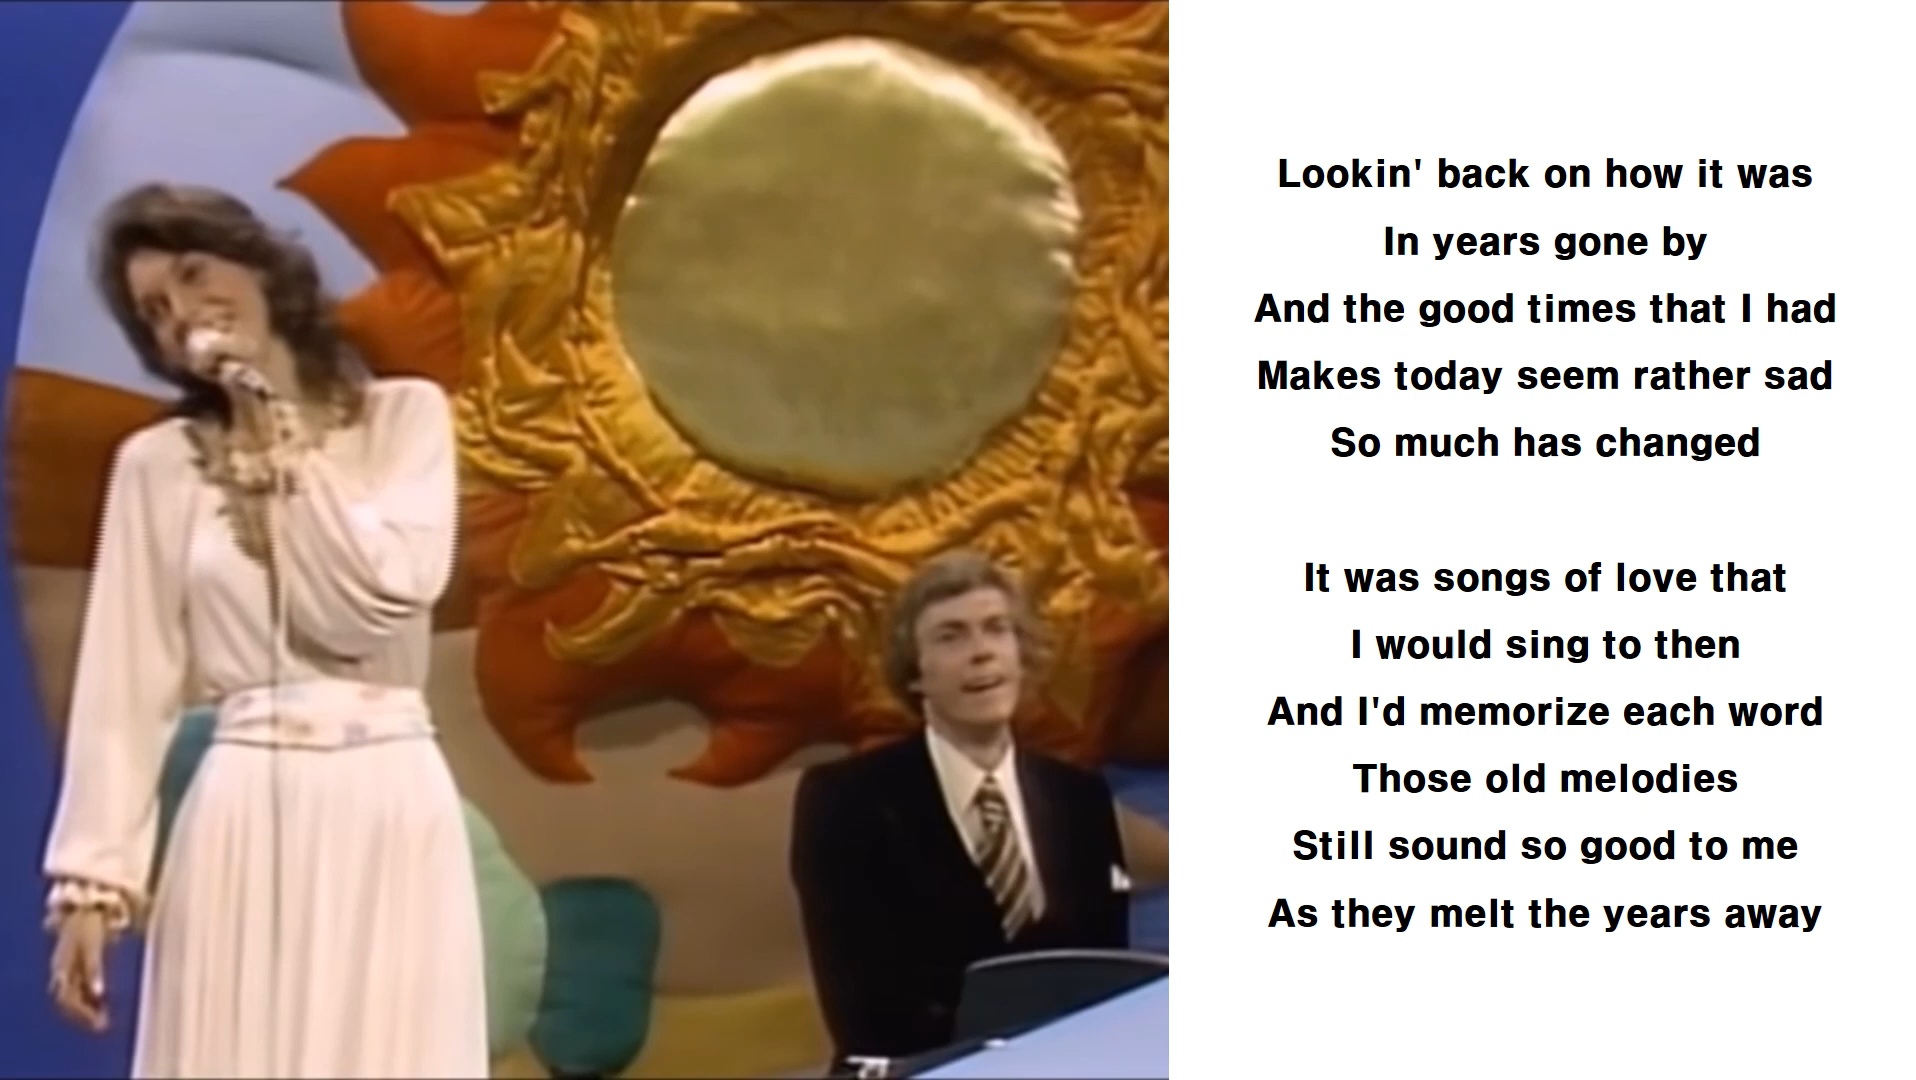 Lookin' back on how it was
In years gone by
And the good times that I had
Makes today seem rather sad
So much has changed
It was songs of love that
I would sing to then
And I'd memorize each word
Those old melodies
Still sound so good to me
As they melt the years away